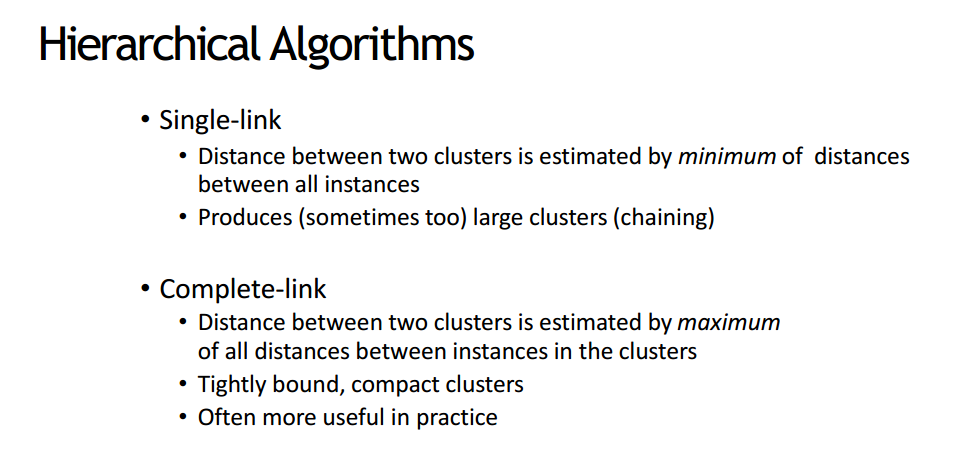 Hierarchical Algorithms
• Single-link
• Distance between two clusters is estimated by minimum of distances
between all instances
• Produces (sometimes too) large clusters (chaining)
• Complete-link
• Distance between two clusters is estimated by maximum
of all distances between instances in the clusters
• Tightly bound, compact clusters
• Often more useful in practice